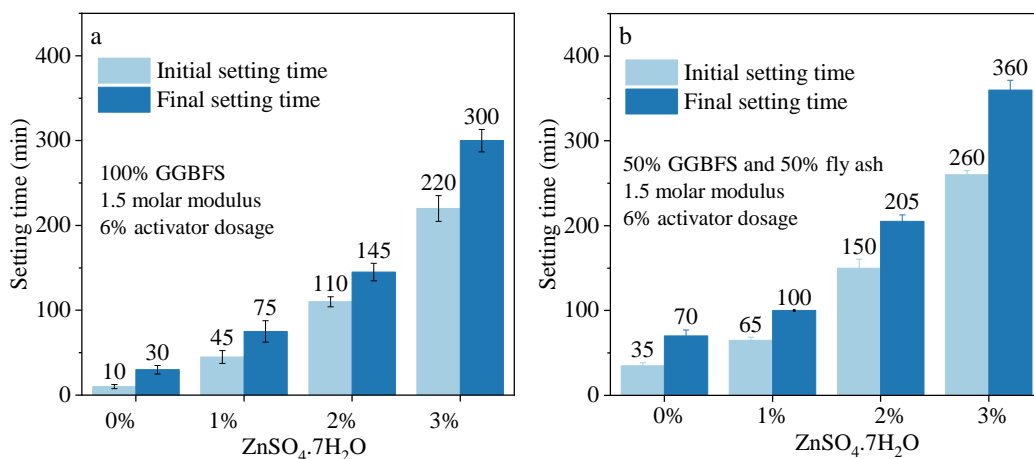 a
Initial setting time
Final setting time
100% GGBFS
1.5 molar modulus
6% activator dosage
Setting time (min)
400
300
200
100
0
10
30
45
75
110
145
220
300
0%
1%
2%
3%
ZnSO₄.7H₂O
b
Initial setting time
Final setting time
50% GGBFS and 50% fly ash
1.5 molar modulus
6% activator dosage
Setting time (min)
400
300
200
100
0
35
70
65
100
150
205
260
360
0%
1%
2%
3%
ZnSO₄.7H₂O